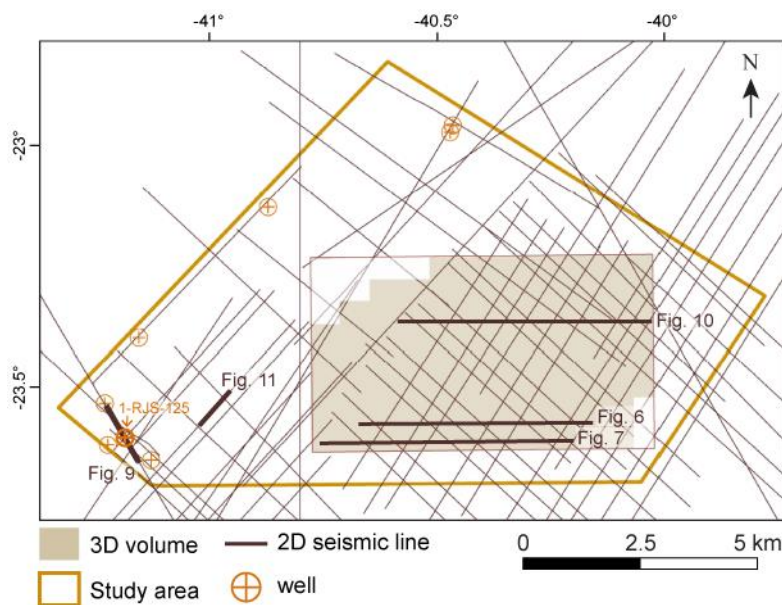 -41° -40.5° -40°
N
-23°
Fig. 10
Fig. 11
-23.5°
1-RJS-125
Fig. 6
Fig. 7
Fig. 9
3D volume 2D seismic line 0 2.5 5 km
Study area well